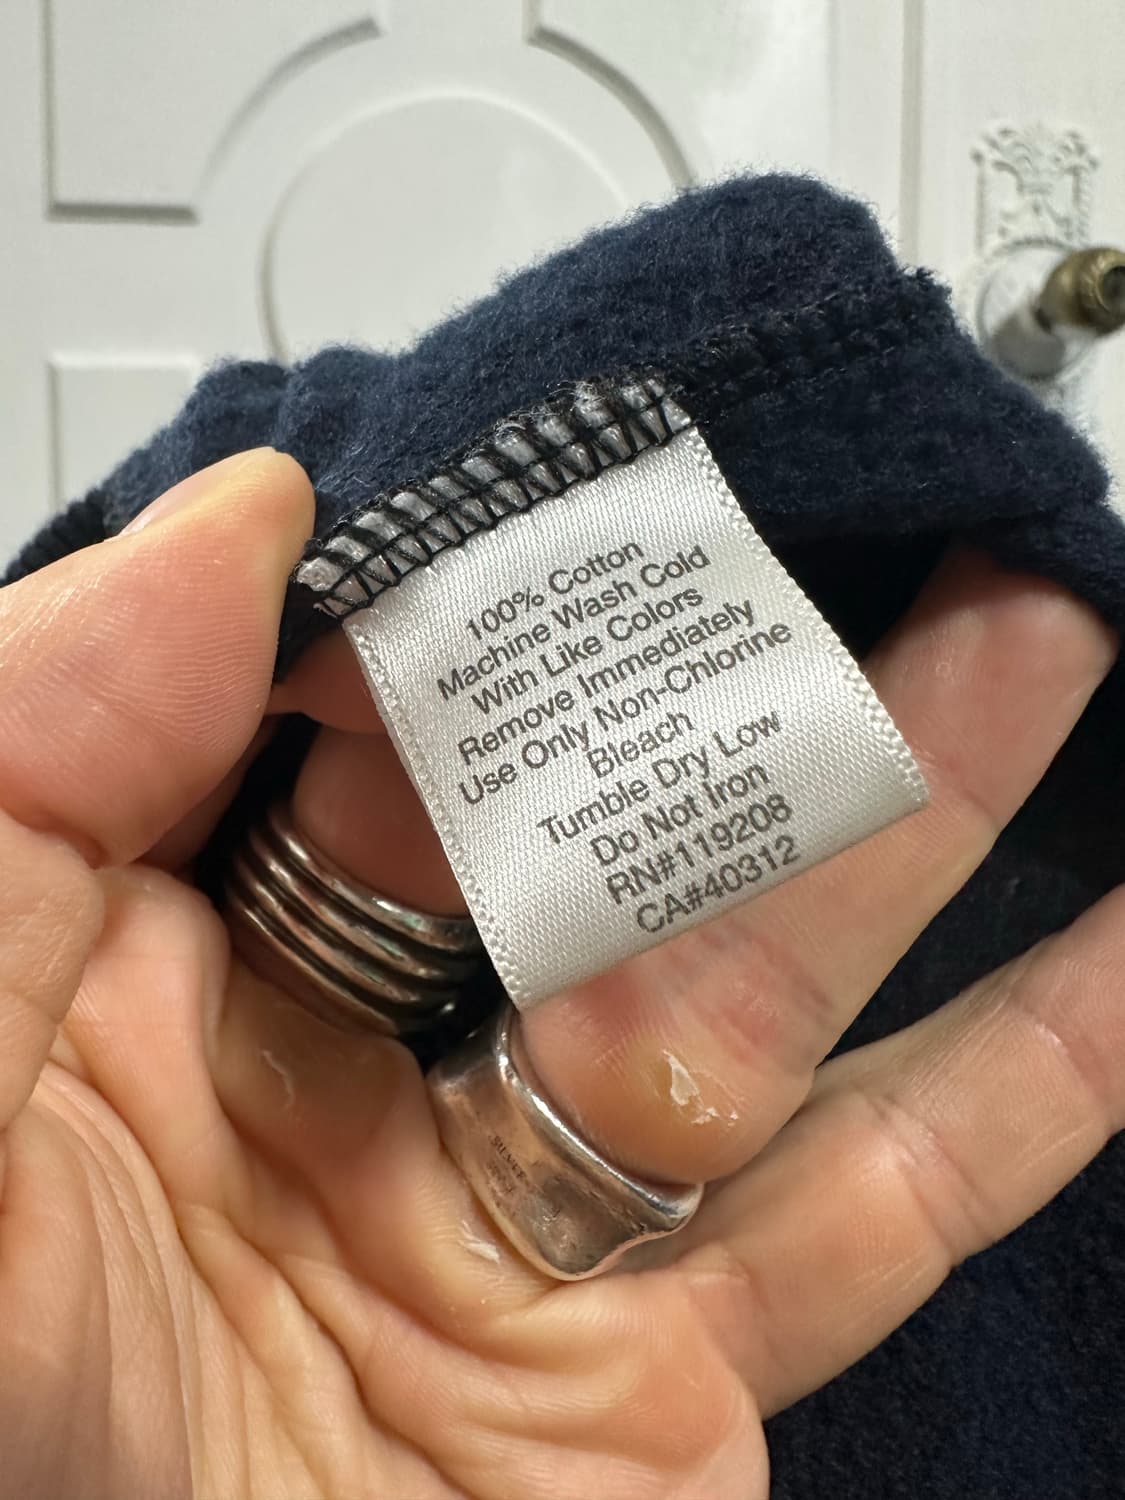 100% Cotton
Machine Wash Cold
With Like Colors
Remove Immediately
Use Only Non-Chlorine
Bleach
Tumble Dry Low
Do Not Iron
RN#119208
CA#40312